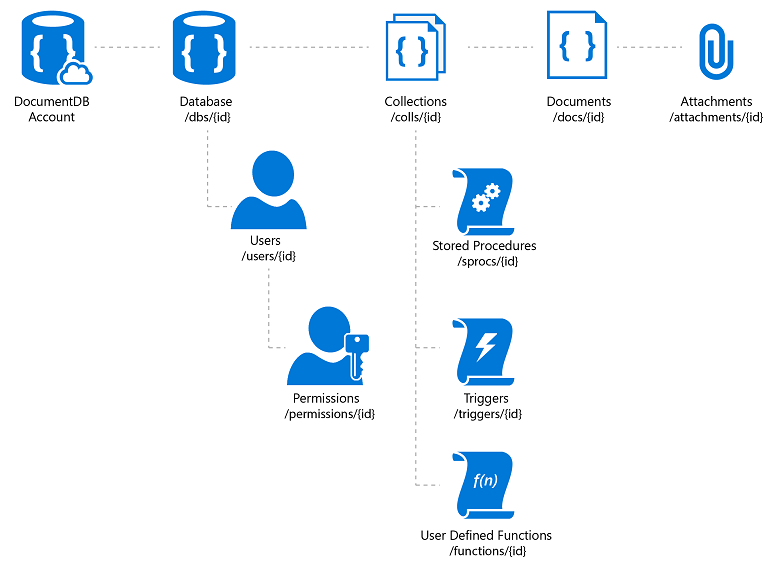 DocumentDB
Account
Database
/dbs/{id}
Collections
/colls/{id}
Documents
/docs/{id}
Attachments
/attachments/{id}
Users
/users/{id}
Stored Procedures
/sprocs/{id}
Permissions
/permissions/{id}
Triggers
/triggers/{id}
f(n)
User Defined Functions
/functions/{id}